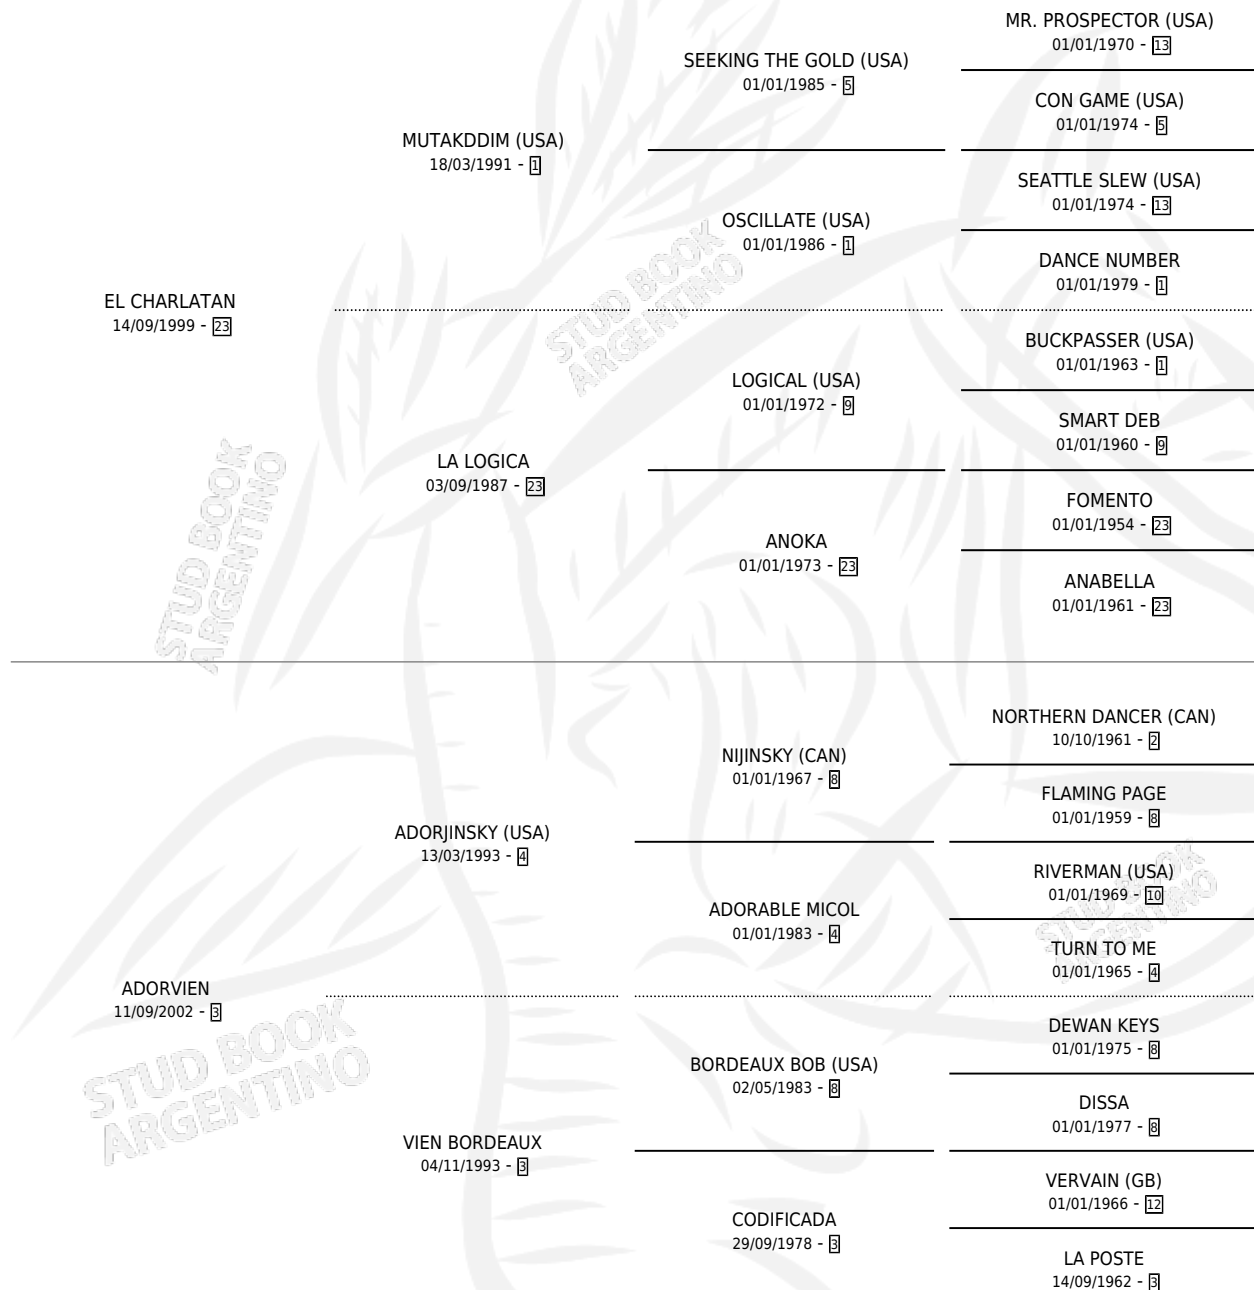 MR. PROSPECTOR (USA)
01/01/1970 - 13
SEEKING THE GOLD (USA)
01/01/1985 - 5
CON GAME (USA)
01/01/1974 - 5
MUTAKDDIM (USA)
18/03/1991 - 1
SEATTLE SLEW (USA)
01/01/1974 - 13
OSCILLATE (USA)
01/01/1986 - 1
DANCE NUMBER
01/01/1979 - 1
EL CHARLATAN
14/09/1999 - 23
BUCKPASSER (USA)
01/01/1963 - 1
LOGICAL (USA)
01/01/1972 - 9
SMART DEB
01/01/1960 - 9
LA LOGICA
03/09/1987 - 23
FOMENTO
01/01/1954 - 23
ANOKA
01/01/1973 - 23
ANABELLA
01/01/1961 - 23
NORTHERN DANCER (CAN)
10/10/1961 - 2
NIJINSKY (CAN)
01/01/1967 - 8
FLAMING PAGE
01/01/1959 - 8
ADORJINSKY (USA)
13/03/1993 - 4
RIVERMAN (USA)
01/01/1969 - 10
ADORABLE MICOL
01/01/1983 - 4
TURN TO ME
01/01/1965 - 4
ADORVIEN
11/09/2002 - 3
DEWAN KEYS
01/01/1975 - 8
BORDEAUX BOB (USA)
02/05/1983 - 8
DISSA
01/01/1977 - 8
VIEN BORDEAUX
04/11/1993 - 3
VERVAIN (GB)
01/01/1966 - 12
CODIFICADA
29/09/1978 - 3
LA POSTE
14/09/1962 - 3
STUD BOOK
ARGENTINO
STUD BOOK
ARGENTINO
STUD BOOK
ARGENTINO
STUD BOOK
ARGENTINO